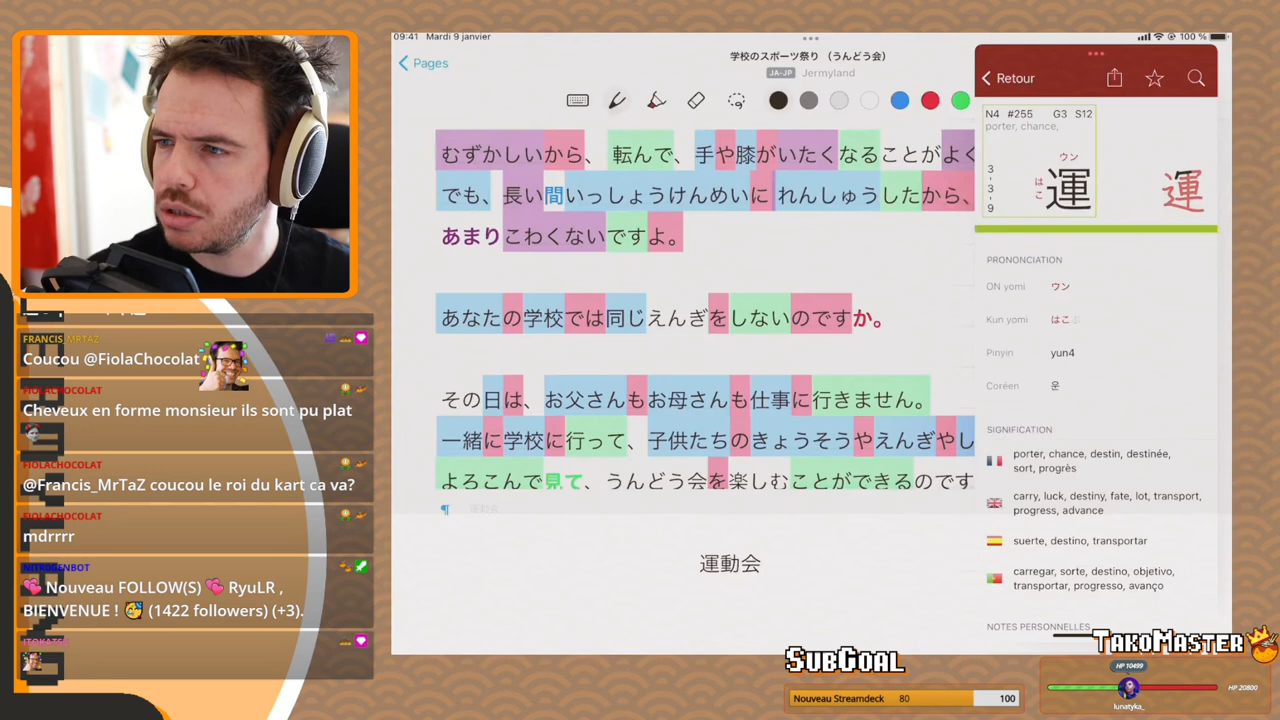 09:41 Mardi 9 janvier
100 %
Pages
学校のスポーツ祭り （うんどう会）
JA-JP Jermyland
むずかしいから、 転んで、手や膝がいたくなることがよく
でも、長い間いっしょうけんめいに れんしゅうしたから、
あまりこわくないですよ。
あなたの学校では同じえんぎをしないのですか。
その日は、お父さんもお母さんも仕事に行きません。
一緒に学校に行って、子供たちのきょうそうやえんぎやし
よろこんで見て、うんどう会を楽しむことができるのです
¶ 運動会
運動会
Retour
N4 #255 G3 S12
porter, chance,
3-3-9
ウン
はこ
運
運
PRONONCIATION
ON yomi ウン
Kun yomi はこぶ
Pinyin yun4
Coréen 운
SIGNIFICATION
porter, chance, destin, destinée,
sort, progrès
carry, luck, destiny, fate, lot, transport,
progress, advance
suerte, destino, transportar
carregar, sorte, destino, objetivo,
transportar, progresso, avanço
NOTES PERSONNELLES
FRANCIS_MRTAZ
Coucou @FiolaChocolat
FIOLACHOCOLAT
Cheveux en forme monsieur ils sont pu plat
FIOLACHOCOLAT
@Francis_MrTaZ coucou le roi du kart ca va?
FIOLACHOCOLAT
mdrrrr
NITROGENBOT
Nouveau FOLLOW(S) RyuLR ,
BIENVENUE ! (1422 followers) (+3).
SubGoal
Nouveau Streamdeck 80 100
TakoMaster
HP 10499
HP 20800
lunatyka_